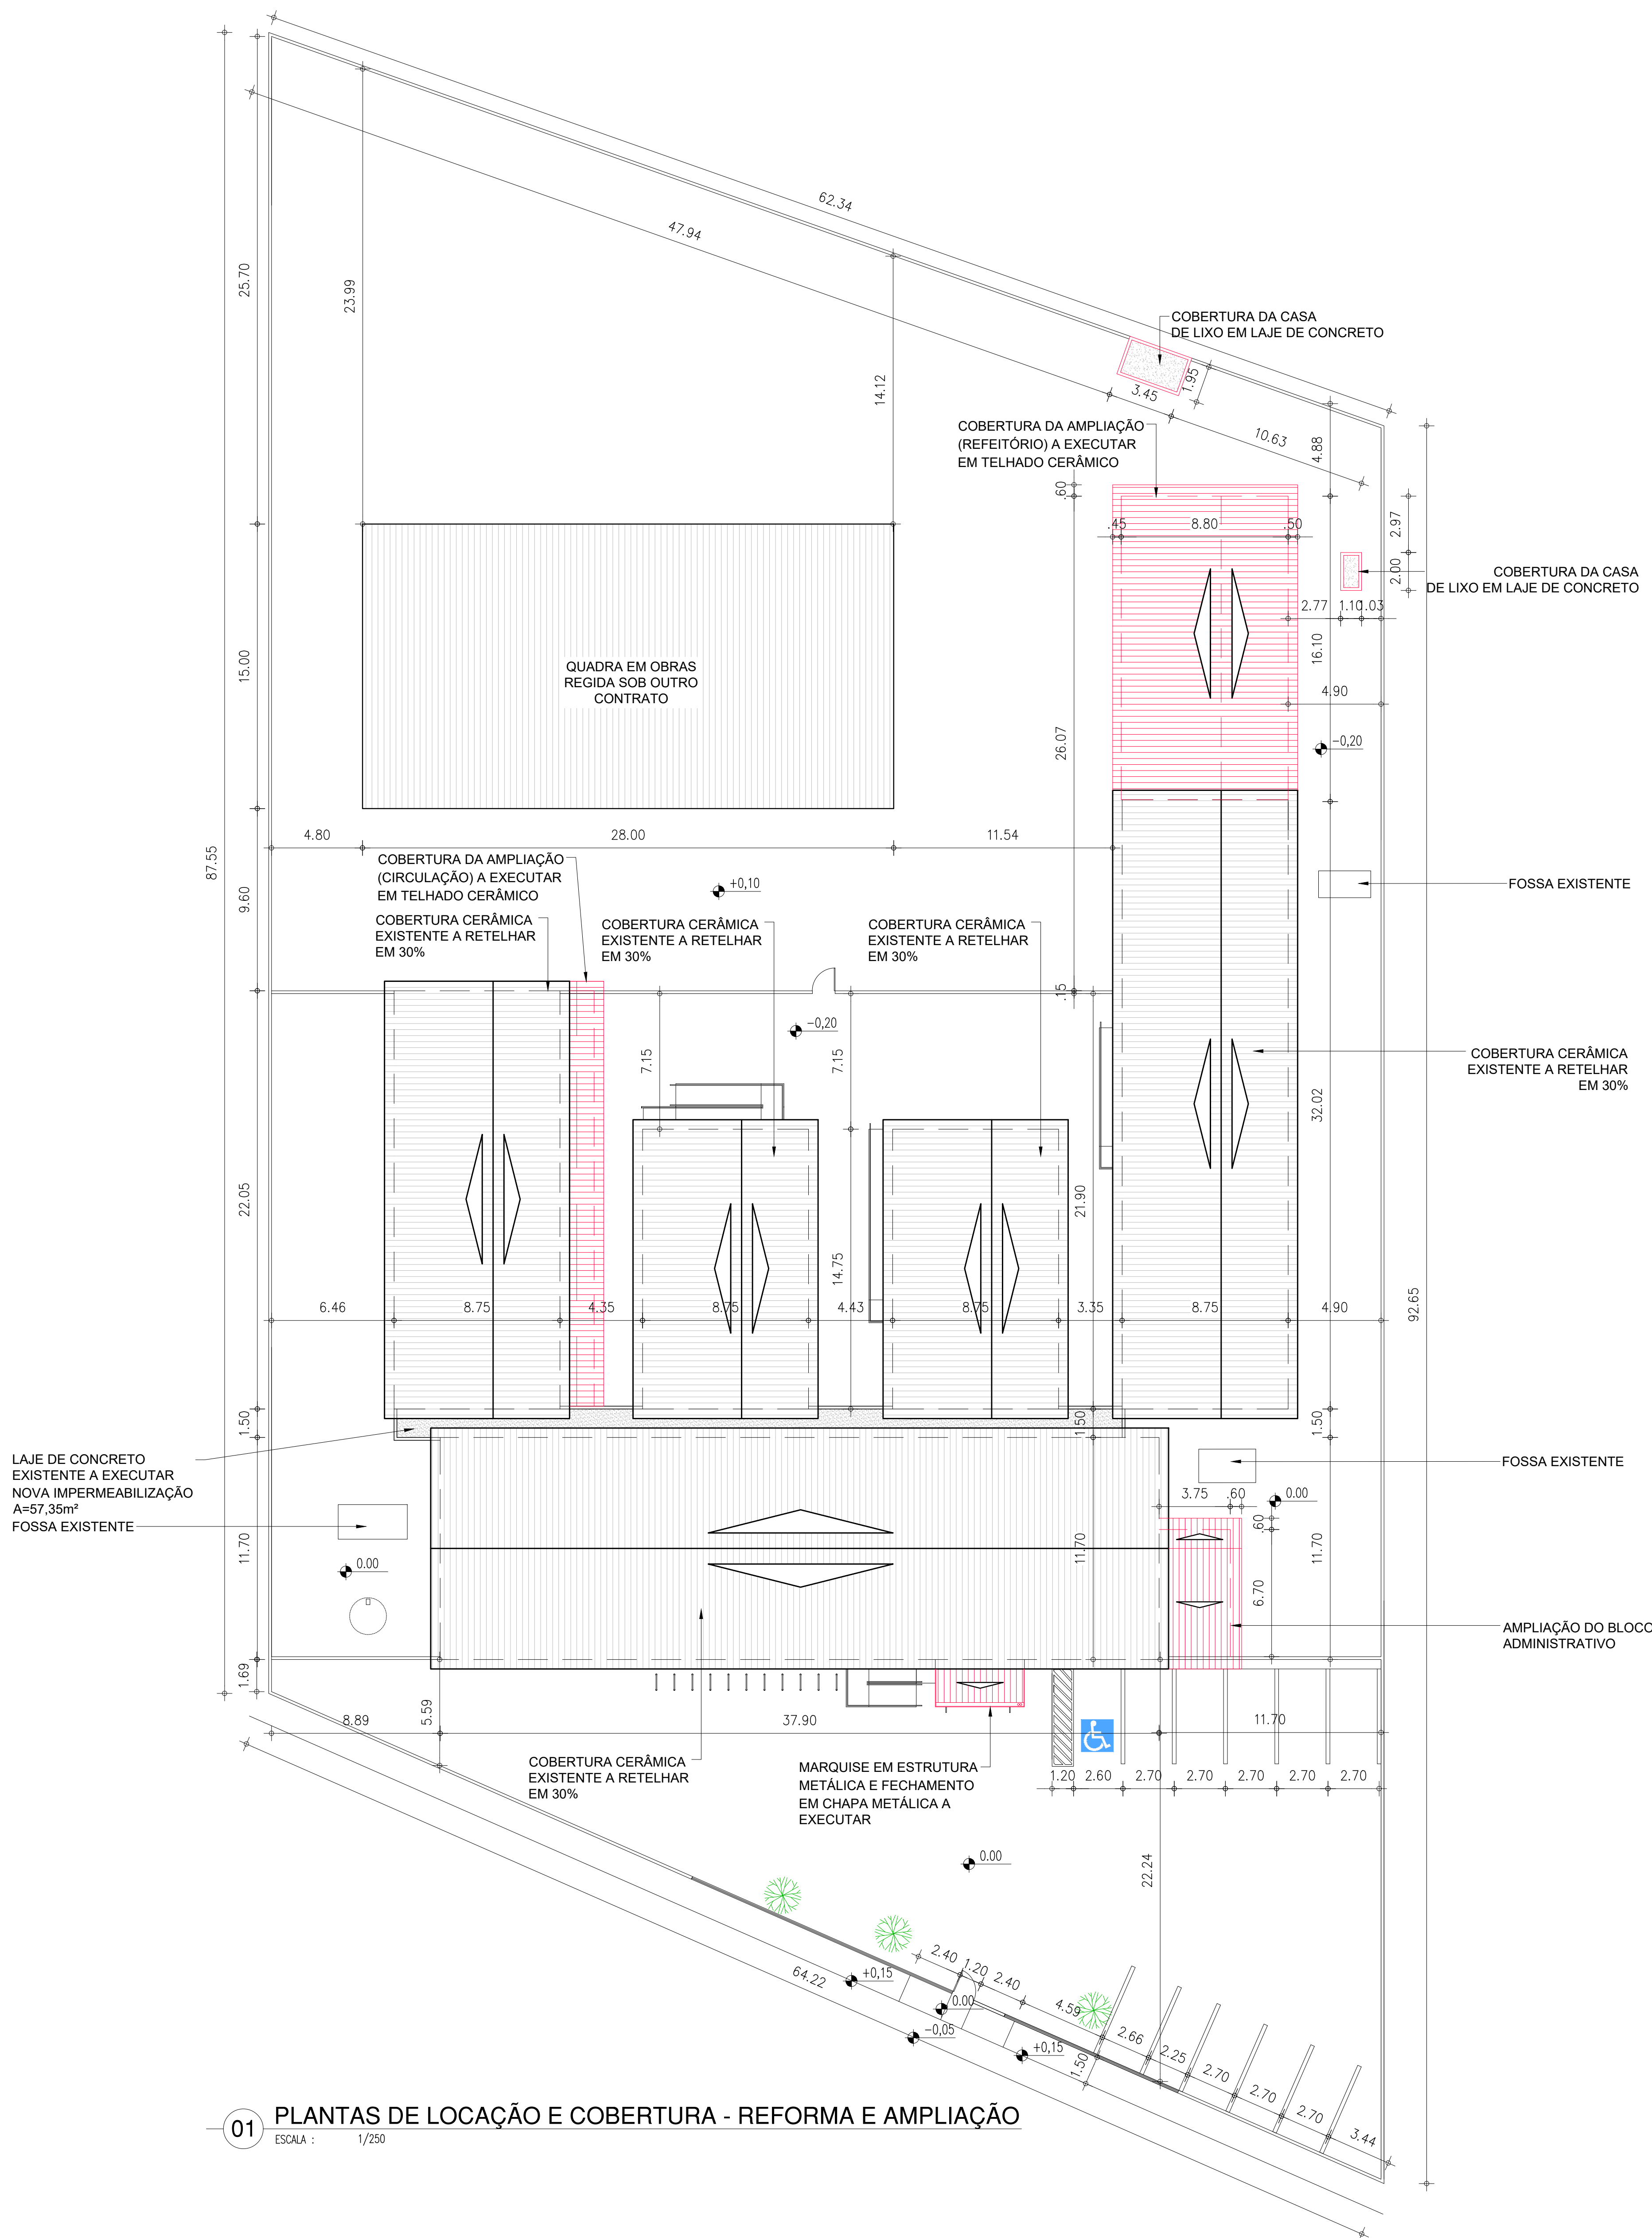 62.34
47.94
25.70
23.99
14.12
COBERTURA DA CASA
DE LIXO EM LAJE DE CONCRETO
3.45
1.95
10.63
4.88
COBERTURA DA AMPLIAÇÃO
(REFEITÓRIO) A EXECUTAR
EM TELHADO CERÂMICO
.60
.45
8.80
.50
2.97
2.00
COBERTURA DA CASA
DE LIXO EM LAJE DE CONCRETO
2.77
1.10
1.03
16.10
4.90
15.00
QUADRA EM OBRAS
REGIDA SOB OUTRO
CONTRATO
26.07
-0,20
4.80
28.00
11.54
87.55
COBERTURA DA AMPLIAÇÃO
(CIRCULAÇÃO) A EXECUTAR
EM TELHADO CERÂMICO
+0,10
FOSSA EXISTENTE
9.60
COBERTURA CERÂMICA
EXISTENTE A RETELHAR
EM 30%
COBERTURA CERÂMICA
EXISTENTE A RETELHAR
EM 30%
COBERTURA CERÂMICA
EXISTENTE A RETELHAR
EM 30%
.15
-0,20
7.15
7.15
COBERTURA CERÂMICA
EXISTENTE A RETELHAR
EM 30%
32.02
22.05
21.90
14.75
6.46
8.75
4.35
8.75
4.43
8.75
3.35
8.75
4.90
92.65
1.50
1.50
1.50
LAJE DE CONCRETO
EXISTENTE A EXECUTAR
NOVA IMPERMEABILIZAÇÃO
A=57,35m²
FOSSA EXISTENTE
FOSSA EXISTENTE
3.75
.60
0.00
.60
11.70
11.70
11.70
0.00
6.70
AMPLIAÇÃO DO BLOCO
ADMINISTRATIVO
1.69
8.89
5.59
37.90
11.70
COBERTURA CERÂMICA
EXISTENTE A RETELHAR
EM 30%
MARQUISE EM ESTRUTURA
METÁLICA E FECHAMENTO
EM CHAPA METÁLICA A
EXECUTAR
1.20
2.60
2.70
2.70
2.70
2.70
2.70
0.00
22.24
64.22
+0,15
2.40
1.20
2.40
0.00
4.59
-0,05
+0,15
1.50
2.66
2.25
2.70
2.70
2.70
3.44
01
PLANTAS DE LOCAÇÃO E COBERTURA - REFORMA E AMPLIAÇÃO
ESCALA : 1/250